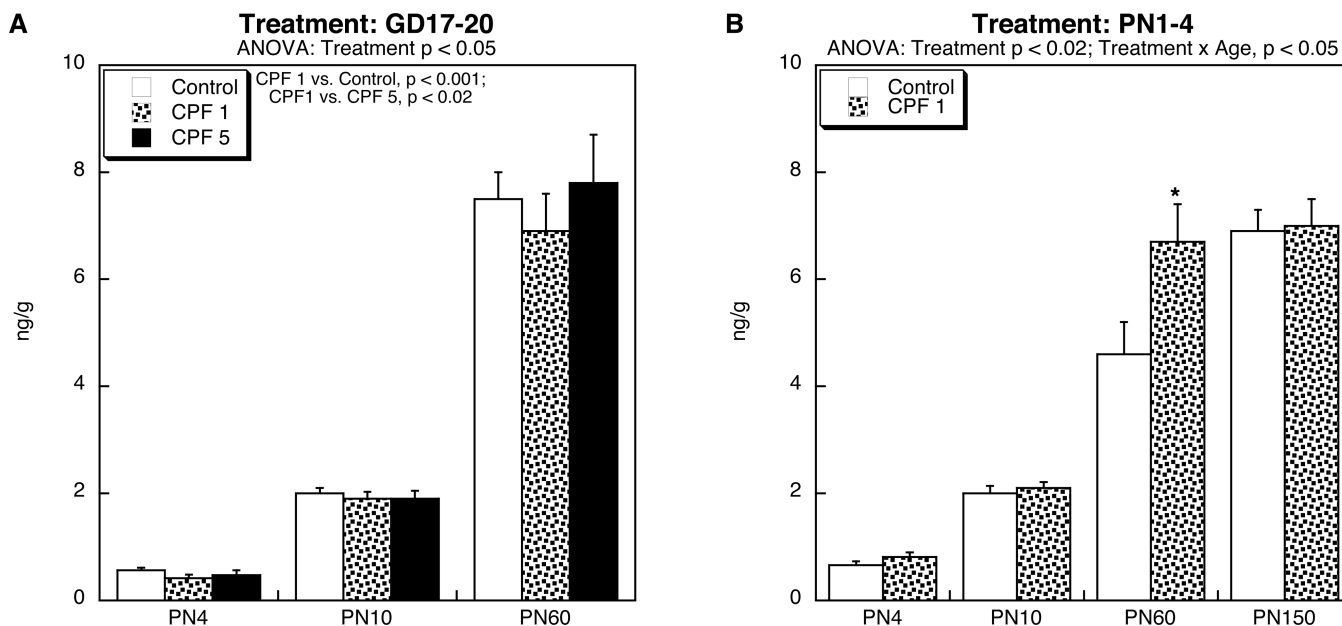 A
Treatment: GD17-20
ANOVA: Treatment p < 0.05
Control
CPF 1
CPF 5
CPF 1 vs. Control, p < 0.001;
CPF1 vs. CPF 5, p < 0.02
10
8
6
4
2
0
ng/g
PN4
PN10
PN60
B
Treatment: PN1-4
ANOVA: Treatment p < 0.02; Treatment x Age, p < 0.05
Control
CPF 1
*
10
8
6
4
2
0
ng/g
PN4
PN10
PN60
PN150